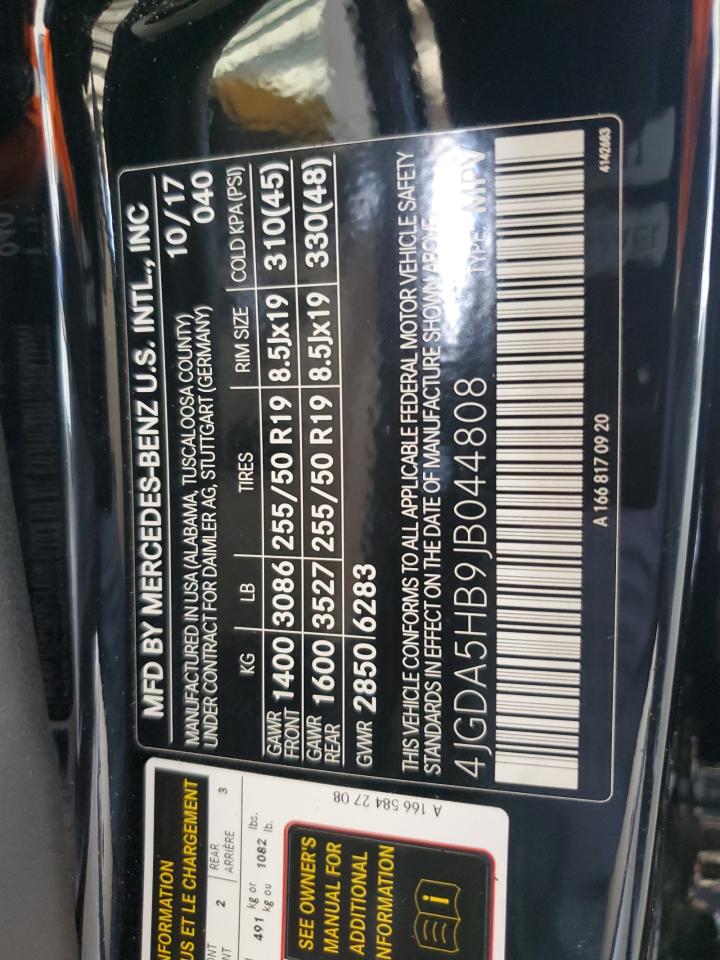 MFD BY MERCEDES-BENZ U.S. INTL., INC
MANUFACTURED IN USA (ALABAMA, TUSCALOOSA COUNTY) 10/17
UNDER CONTRACT FOR DAIMLER AG, STUTTGART (GERMANY) 040
KG LB TIRES RIM SIZE COLD KPA (PSI)
GAWR FRONT 1400 3086 255/50 R19 8.5Jx19 310(45)
GAWR REAR 1600 3527 255/50 R19 8.5Jx19 330(48)
GVWR 2850 6283
THIS VEHICLE CONFORMS TO ALL APPLICABLE FEDERAL MOTOR VEHICLE SAFETY
STANDARDS IN EFFECT ON THE DATE OF MANUFACTURE SHOWN ABOVE.
4JGDA5HB9JB044808 TYPE: MPV
A 166 817 09 20
4142683
NFORMATION
US ET LE CHARGEMENT
NT 2 REAR 3
NT ARRIÈRE
491 kg or 1082 lbs.
kg ou lb.
SEE OWNER'S
MANUAL FOR
ADDITIONAL
NFORMATION
A 166 584 27 08